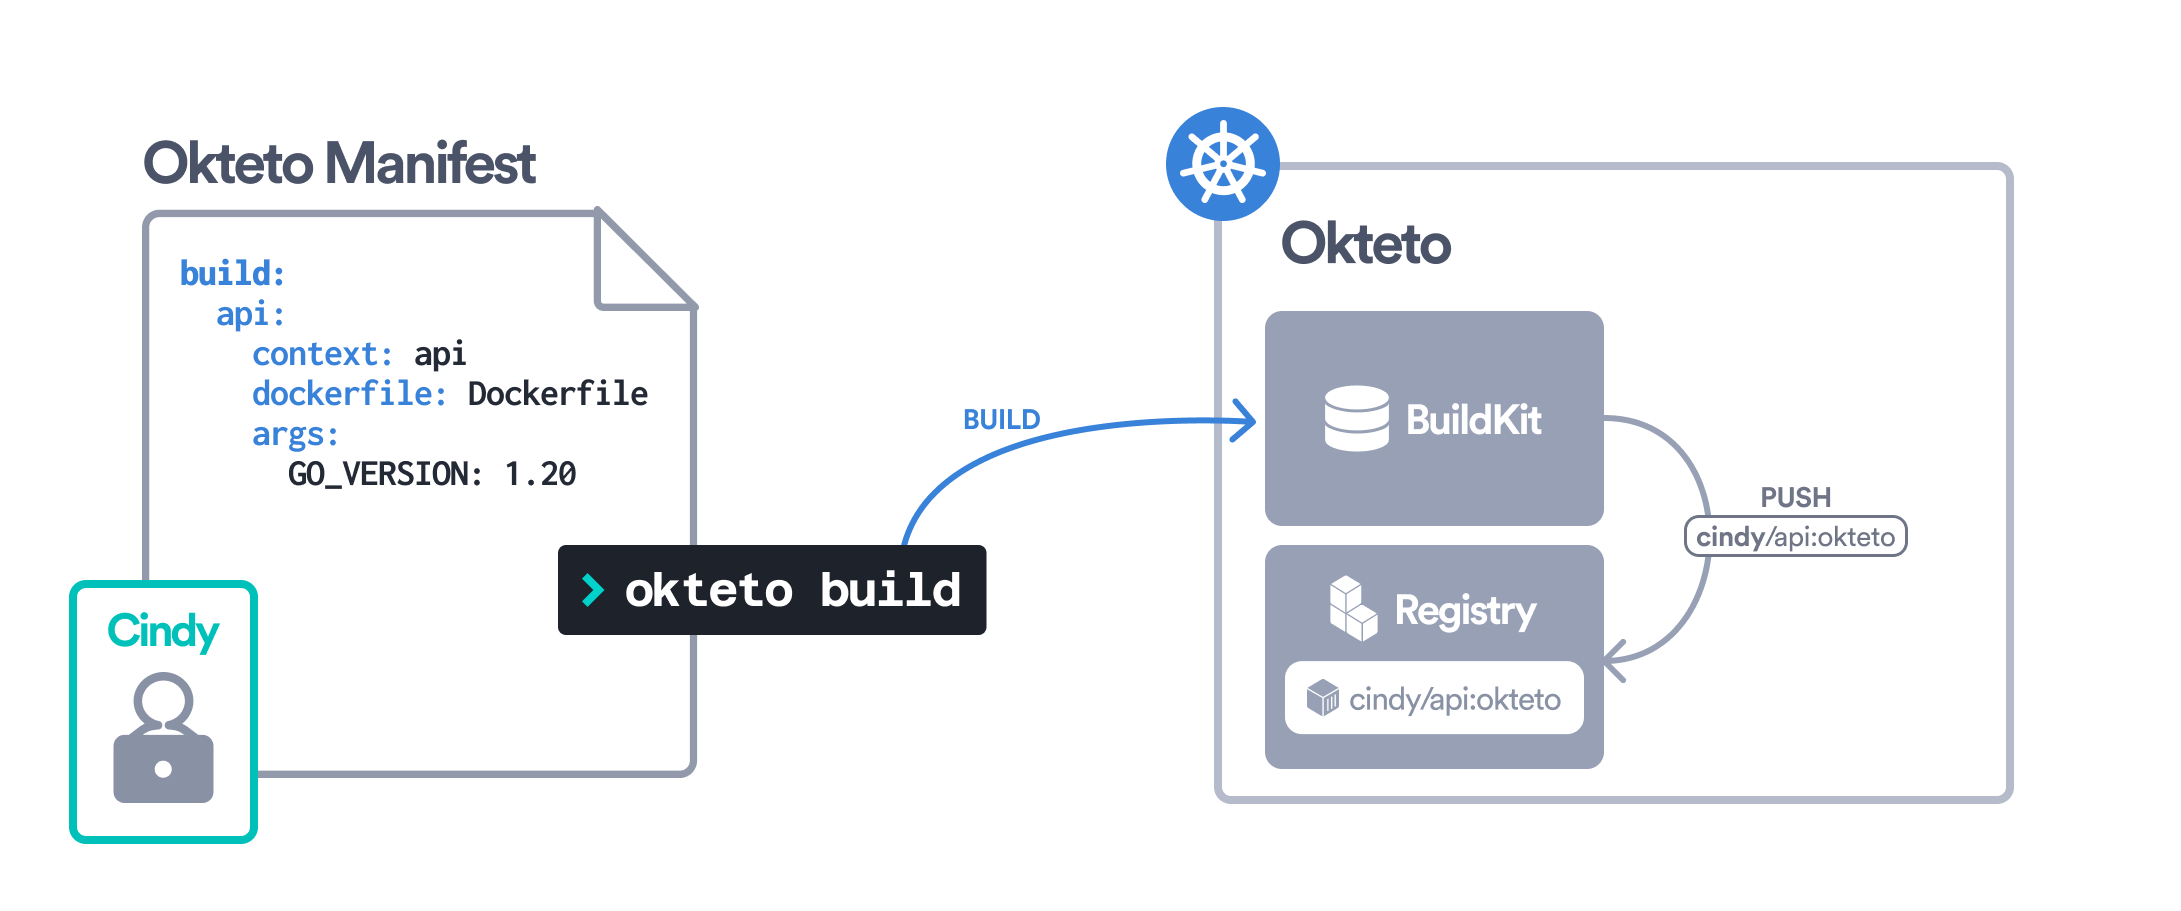 Okteto Manifest
build:
api:
context: api
dockerfile: Dockerfile
args:
GO_VERSION: 1.20
> okteto build
Cindy
BUILD
Okteto
BuildKit
PUSH
cindy/api:okteto
Registry
cindy/api:okteto